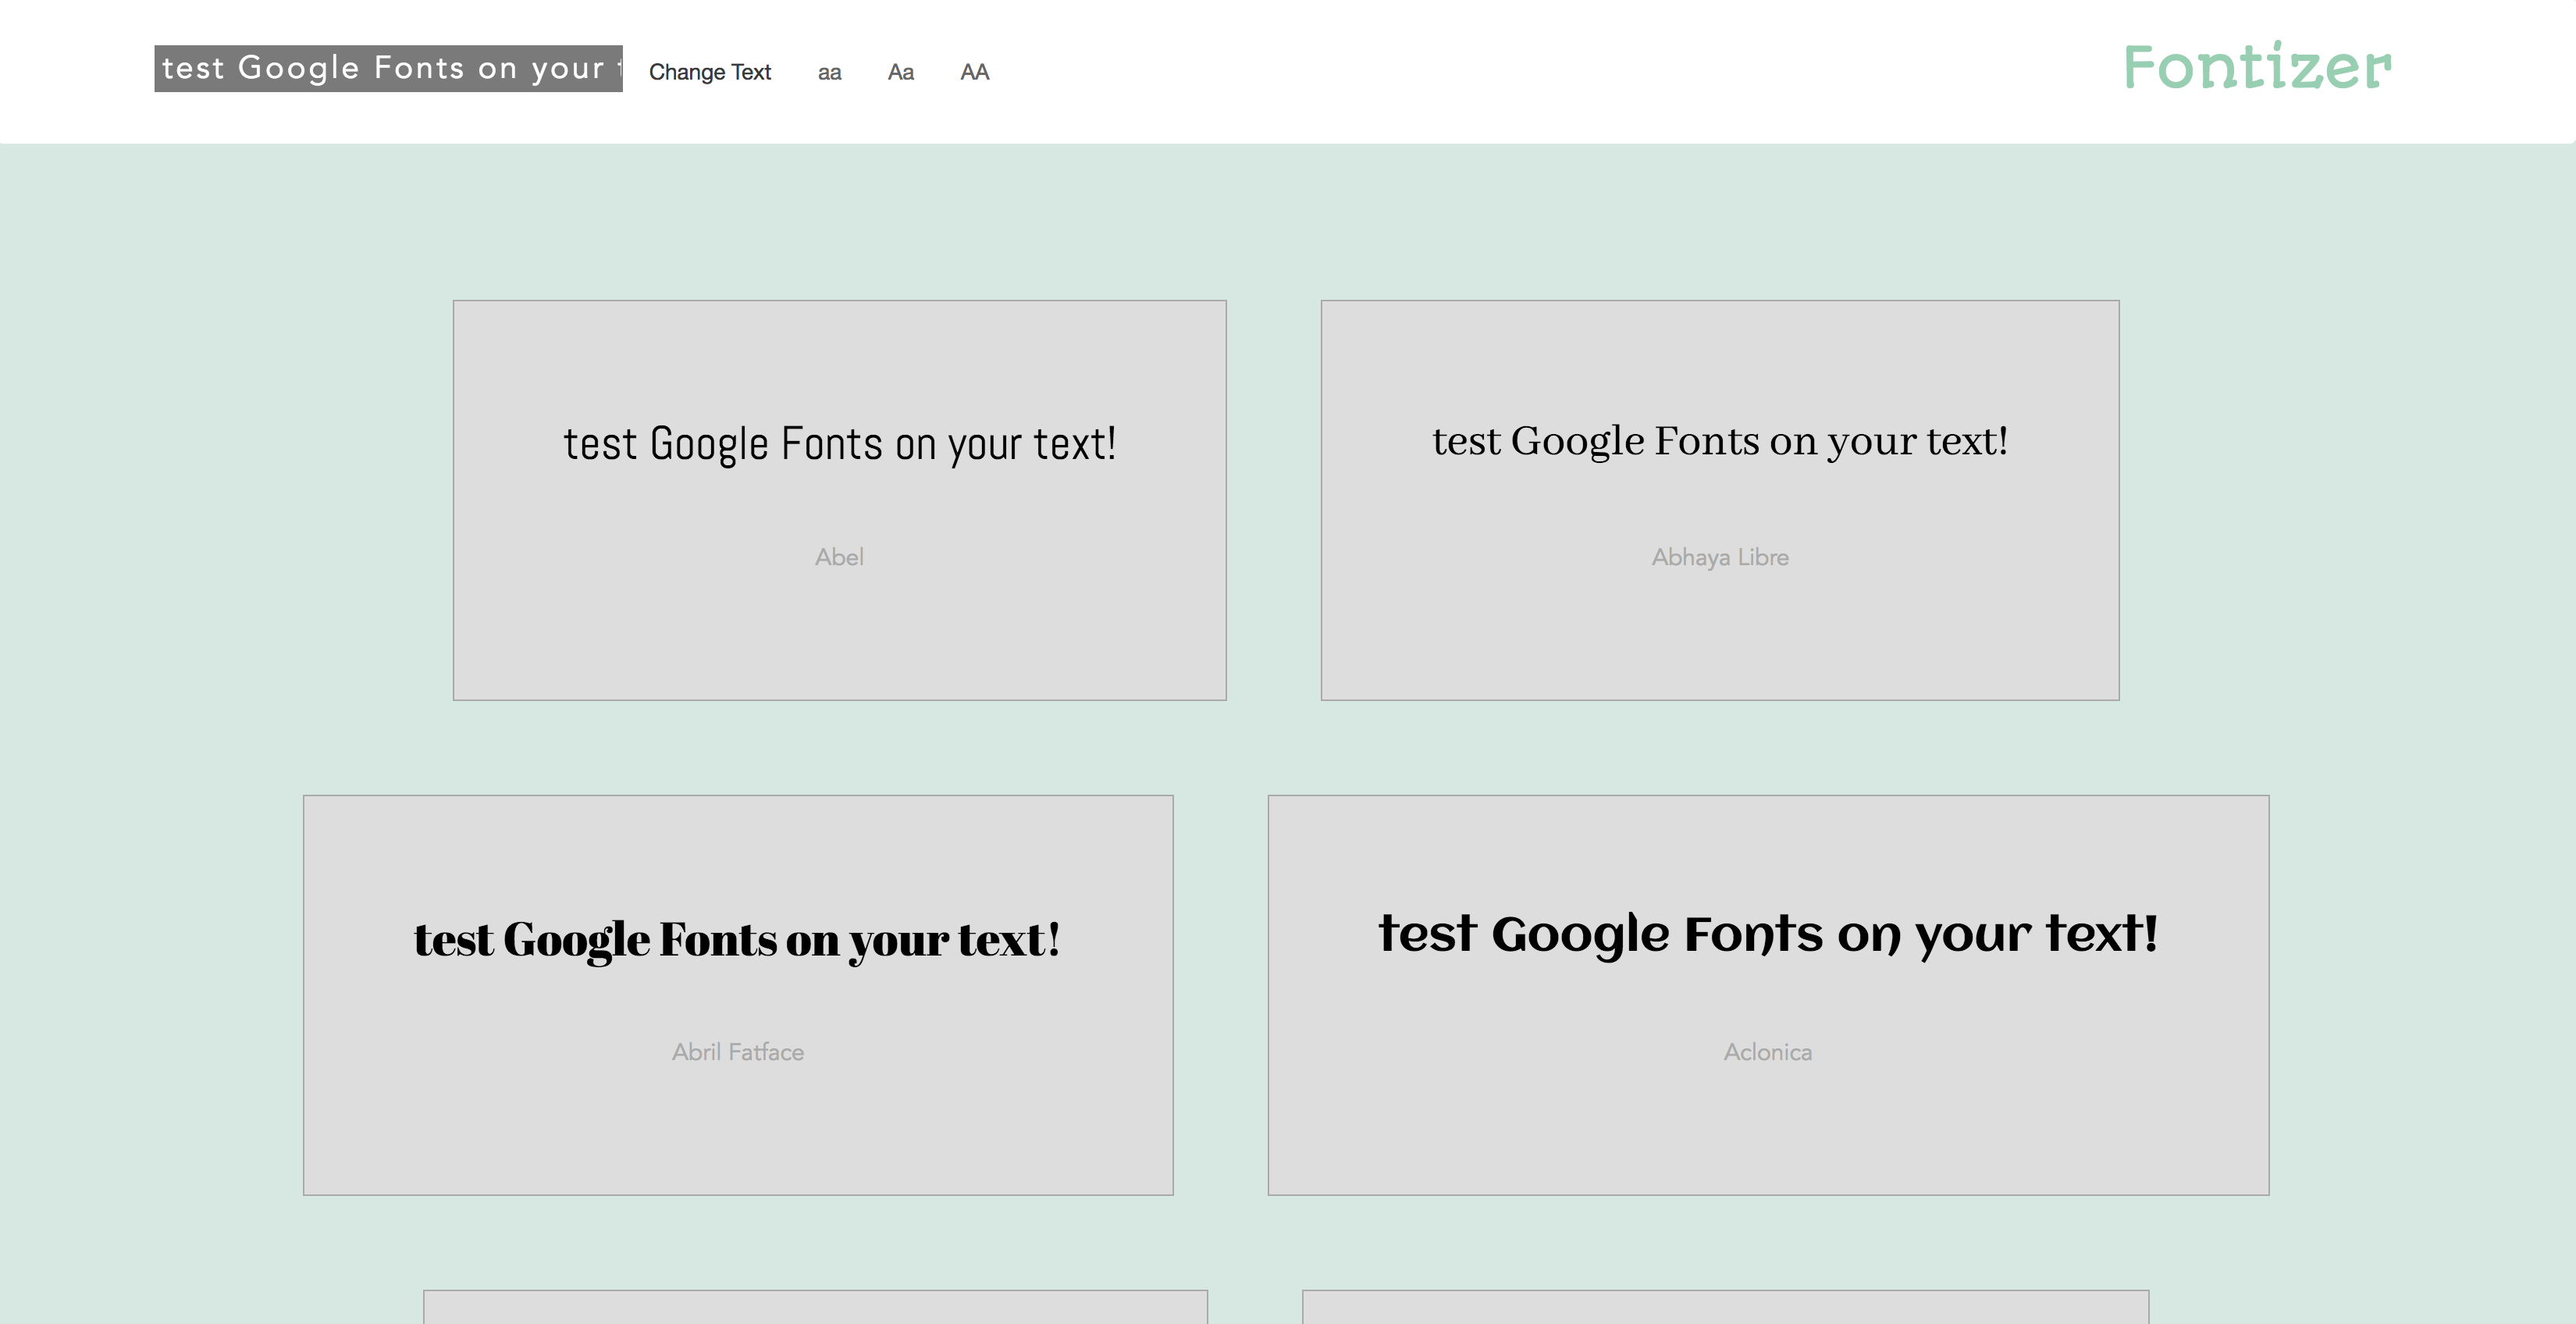 test Google Fonts on your
Change Text aa Aa AA
Fontizer
test Google Fonts on your text!
Abel
test Google Fonts on your text!
Abhaya Libre
test Google Fonts on your text!
Abril Fatface
test Google Fonts on your text!
Aclonica